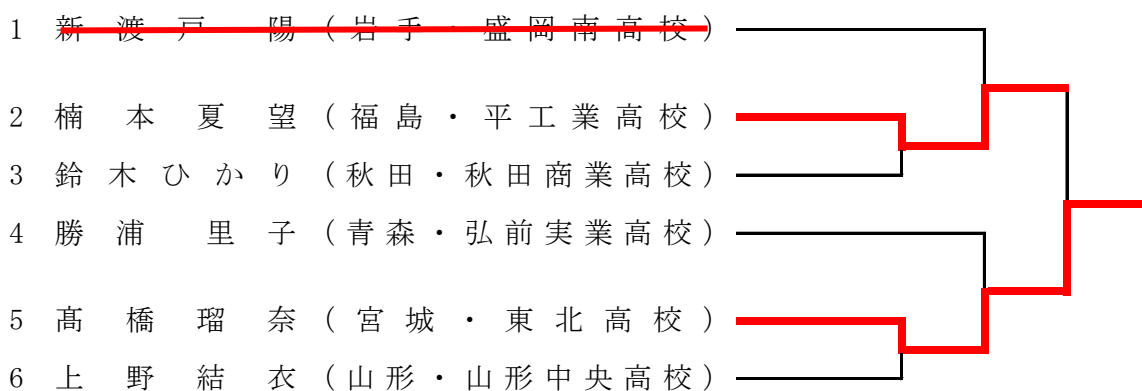 1 新渡戸 陽 (岩手・盛岡南高校)
2 楠本夏望 (福島・平工業高校)
3 鈴木ひかり (秋田・秋田商業高校)
4 勝浦 里子 (青森・弘前実業高校)
5 髙橋瑠奈 (宮城・東北高校)
6 上野結衣 (山形・山形中央高校)